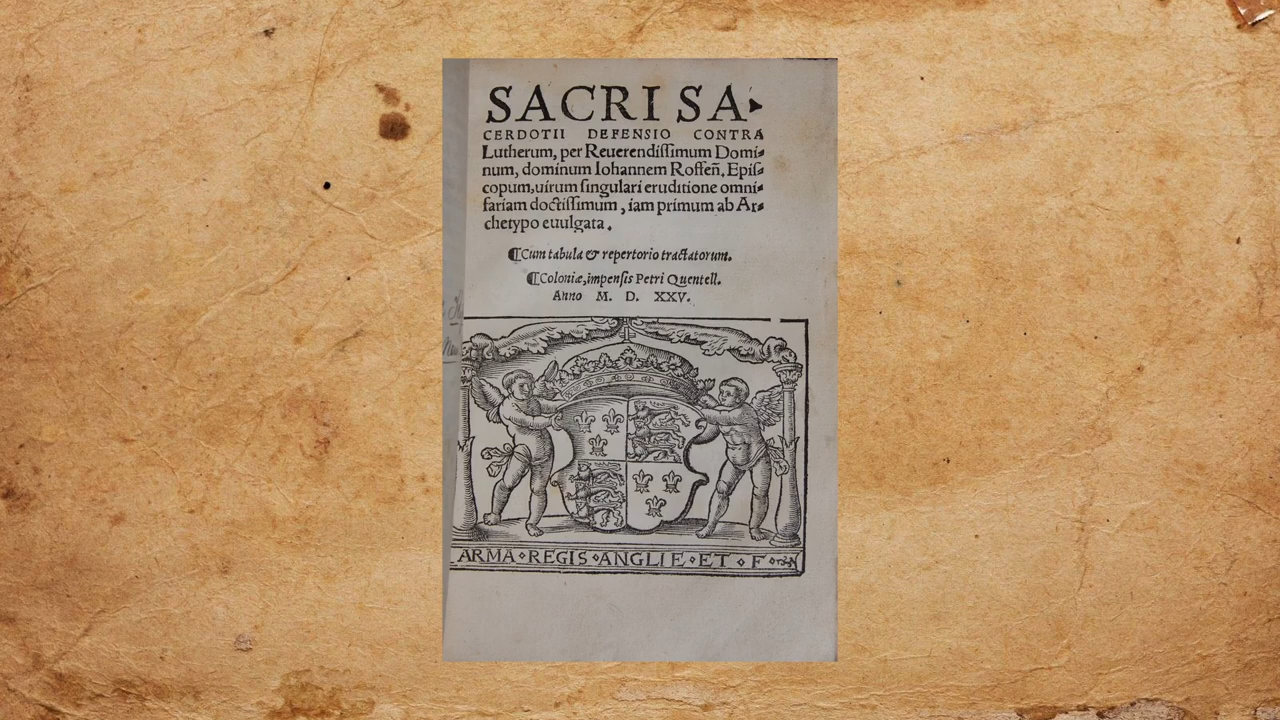 SACRI SA-
CERDOTII DEFENSIO CONTRA
Lutherum, per Reuerendissimum Domi-
num, dominum Iohannem Roffeñ. Epis-
copum, uirum singulari eruditione omni-
fariam doctissimum, iam primum ab Ar-
chetypo euulgata.
¶Cum tabula & repertorio tractatorum.
¶Coloniæ, impensis Petri Quentell.
Anno M. D. XXV.
ARMA⋄REGIS⋄ANGLIE⋄ET⋄F⋄